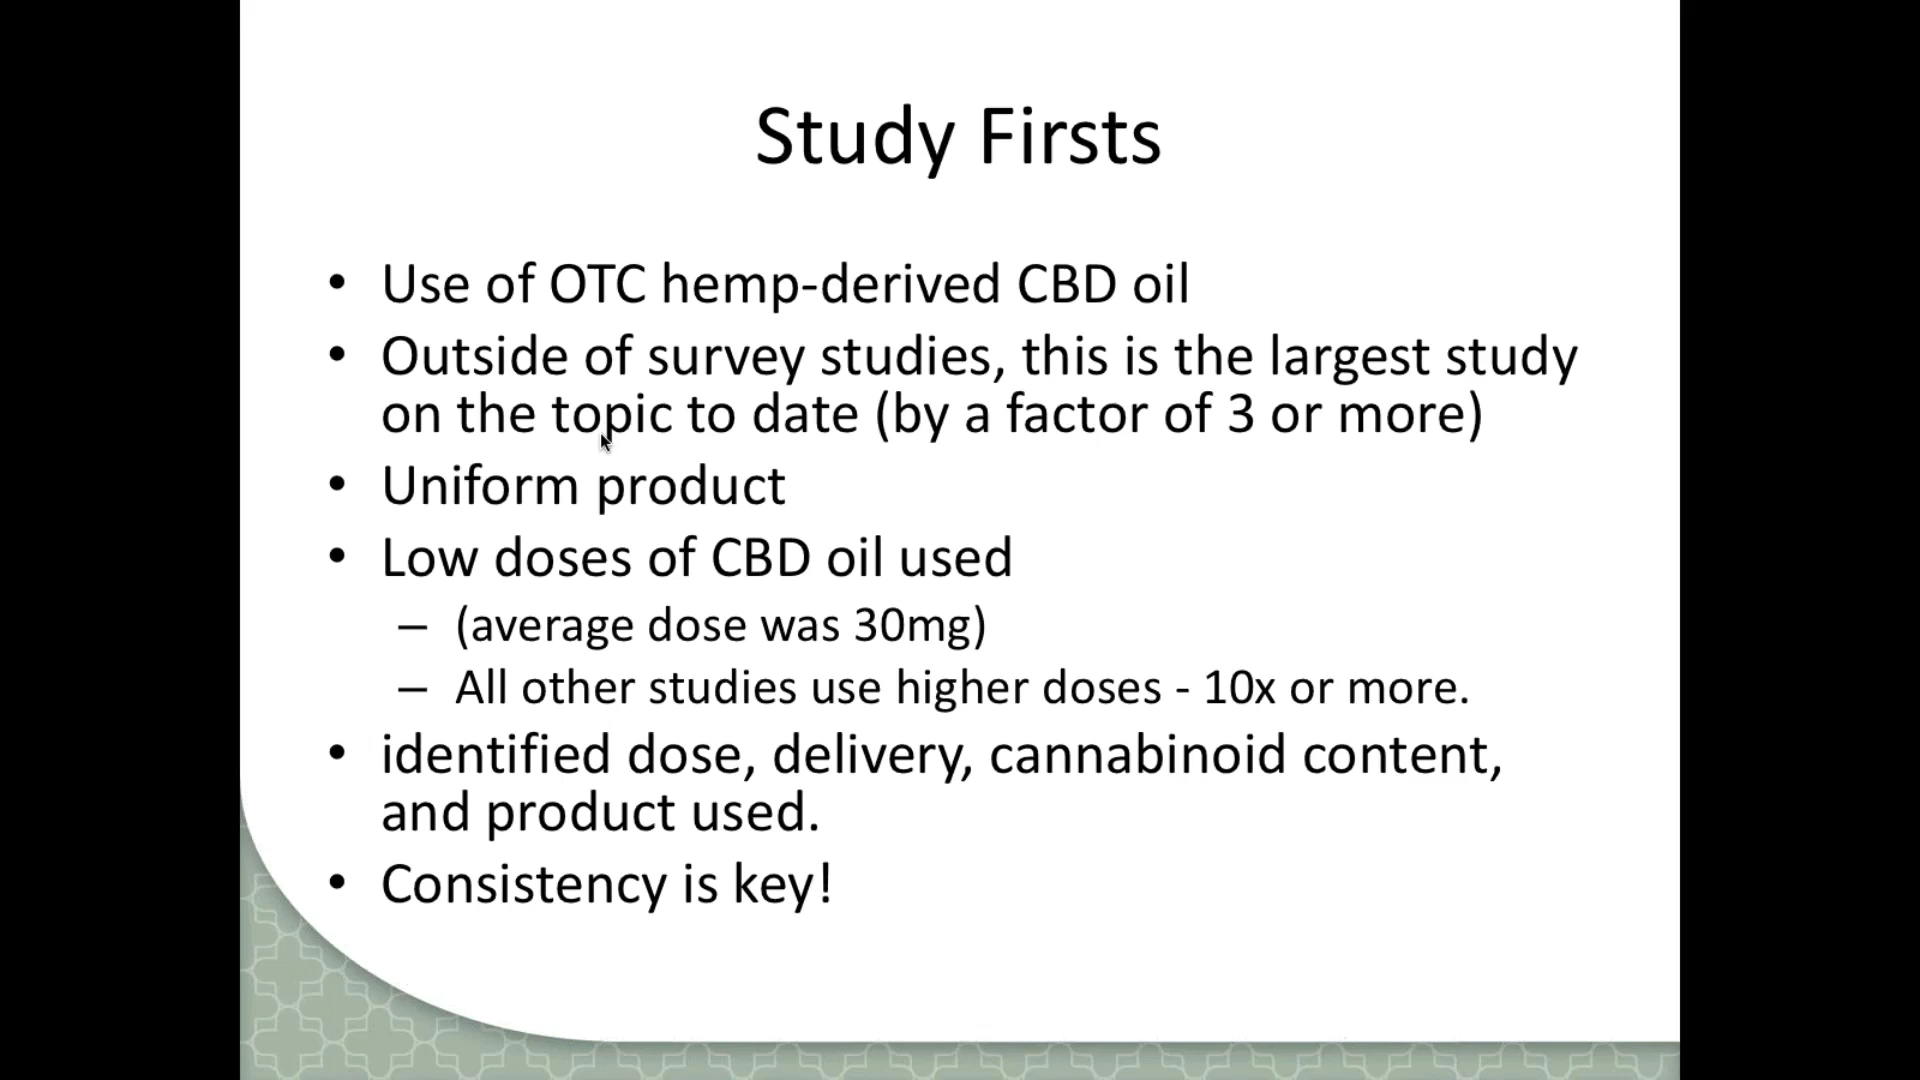 Study Firsts
• Use of OTC hemp-derived CBD oil
• Outside of survey studies, this is the largest study
on the topic to date (by a factor of 3 or more)
• Uniform product
• Low doses of CBD oil used
– (average dose was 30mg)
– All other studies use higher doses - 10x or more.
• identified dose, delivery, cannabinoid content,
and product used.
• Consistency is key!